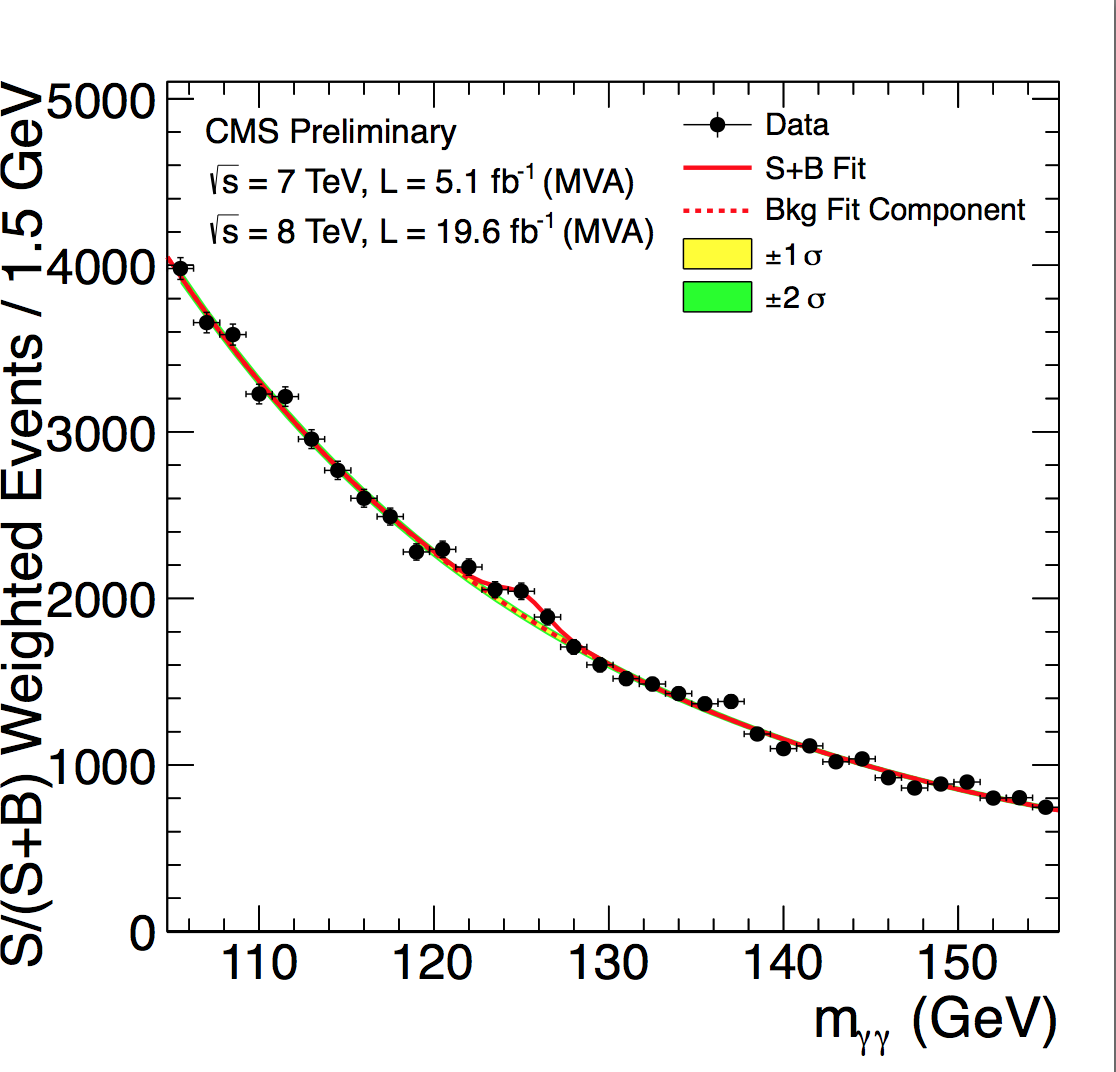 S/(S+B) Weighted Events / 1.5 GeV
5000
4000
3000
2000
1000
0
CMS Preliminary
√s = 7 TeV, L = 5.1 fb⁻¹ (MVA)
√s = 8 TeV, L = 19.6 fb⁻¹ (MVA)
Data
S+B Fit
Bkg Fit Component
±1 σ
±2 σ
110 120 130 140 150
mγγ (GeV)